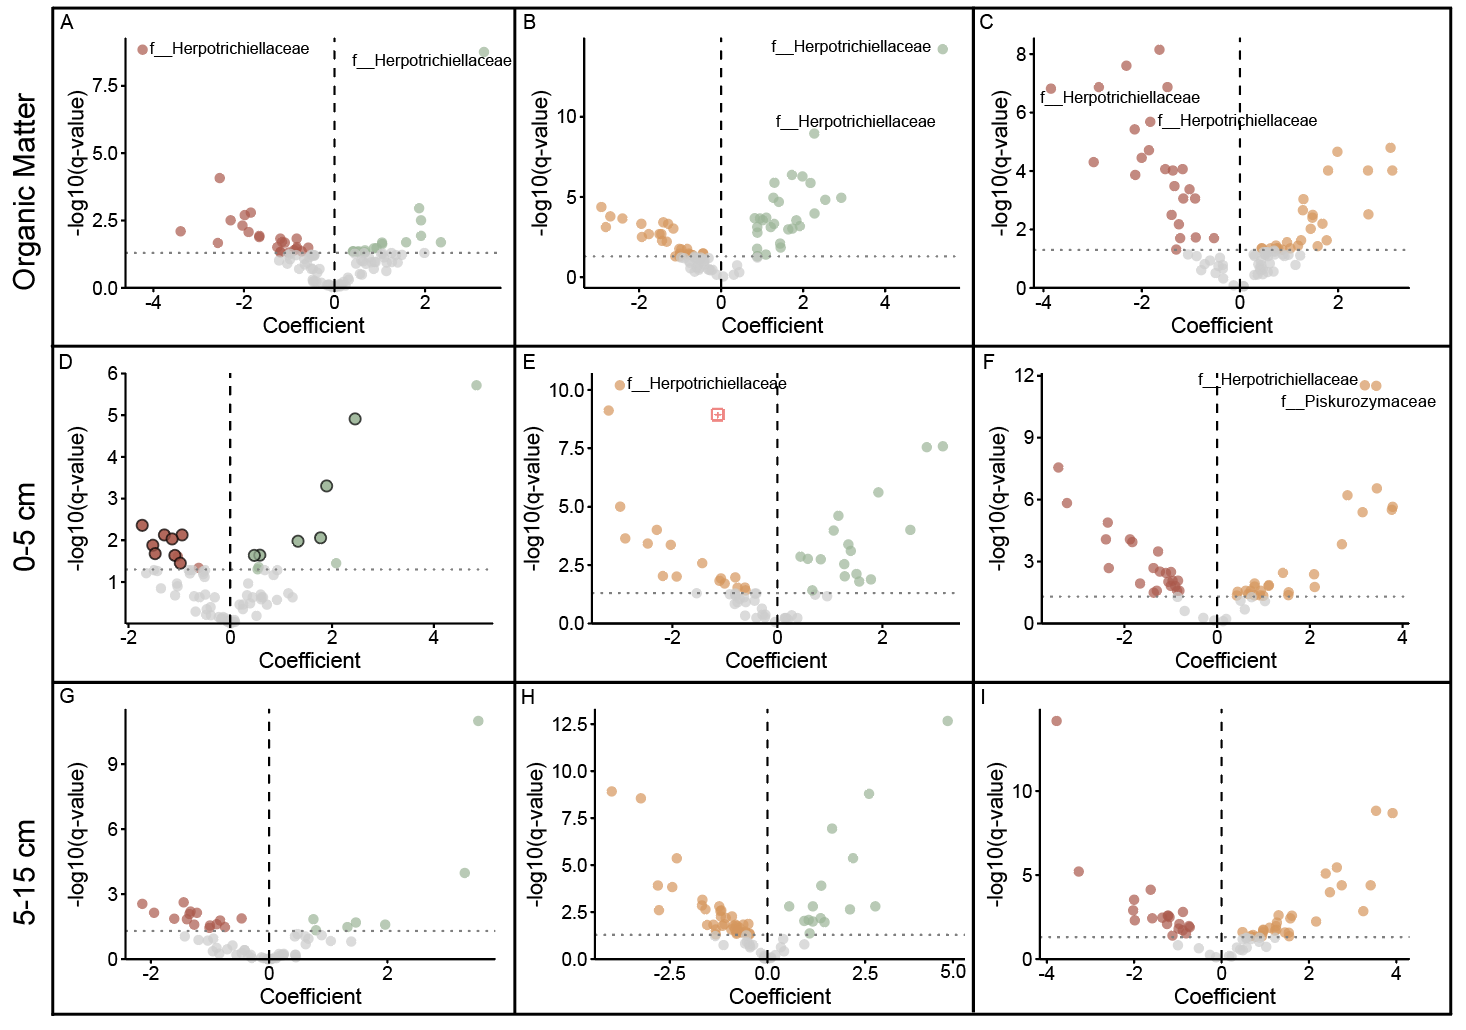 A
B
C
f__Herpotrichiellaceae
f__Herpotrichiellaceae
f__Herpotrichiellaceae
f__Herpotrichiellaceae
f__Herpotrichiellaceae
f__Herpotrichiellaceae
Organic Matter
-log10(q-value)
7.5
5.0
2.5
0.0
-4
-2
0
2
Coefficient
-log10(q-value)
10
5
0
-2
0
2
4
Coefficient
-log10(q-value)
8
6
4
2
0
-4
-2
0
2
Coefficient
D
E
F
f__Herpotrichiellaceae
f__Herpotrichiellaceae
f__Piskurozymaceae
0-5 cm
-log10(q-value)
6
5
4
3
2
1
-2
0
2
4
Coefficient
-log10(q-value)
10.0
7.5
5.0
2.5
0.0
-2
0
2
Coefficient
-log10(q-value)
12
9
6
3
0
-2
0
2
4
Coefficient
G
H
I
5-15 cm
-log10(q-value)
9
6
3
0
-2
0
2
Coefficient
-log10(q-value)
12.5
10.0
7.5
5.0
2.5
0.0
-2.5
0.0
2.5
5.0
Coefficient
-log10(q-value)
10
5
0
-4
-2
0
2
4
Coefficient